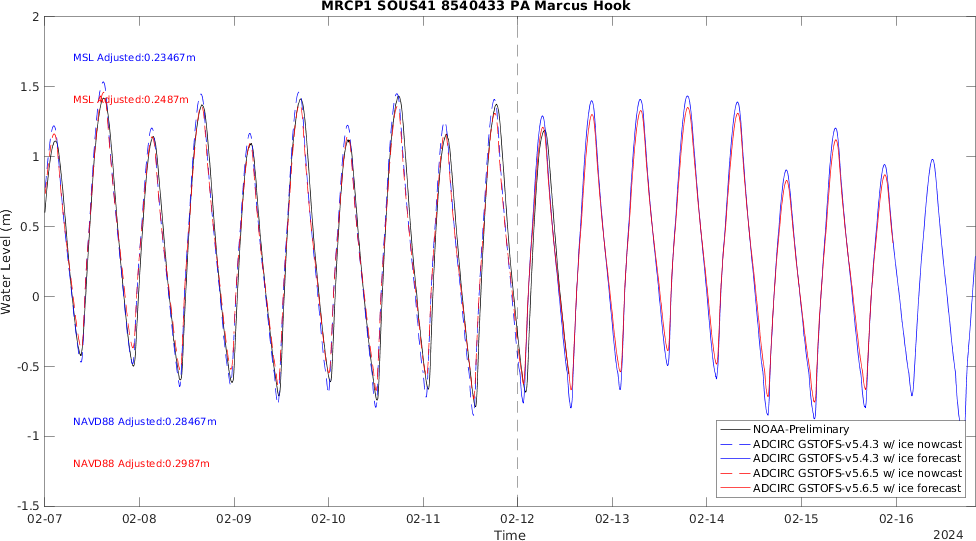 MRCP1 SOUS41 8540433 PA Marcus Hook
2
MSL Adjusted:0.23467m
1.5
MSL Adjusted:0.2487m
1
0.5
Water Level (m)
0
-0.5
NAVD88 Adjusted:0.28467m
-1
NAVD88 Adjusted:0.2987m
-1.5
NOAA-Preliminary
ADCIRC GSTOFS-v5.4.3 w/ ice nowcast
ADCIRC GSTOFS-v5.4.3 w/ ice forecast
ADCIRC GSTOFS-v5.6.5 w/ ice nowcast
ADCIRC GSTOFS-v5.6.5 w/ ice forecast
02-07 02-08 02-09 02-10 02-11 02-12 02-13 02-14 02-15 02-16
Time
2024